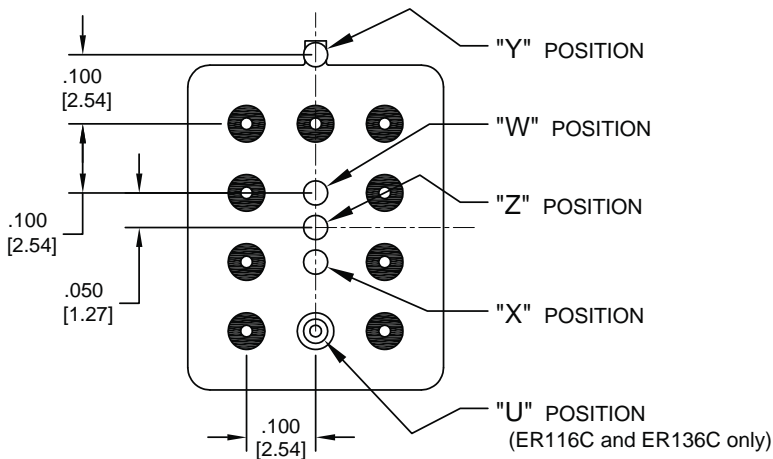 "Y" POSITION
.100
[2.54]
"W" POSITION
"Z" POSITION
.100
[2.54]
.050
[1.27]
"X" POSITION
"U" POSITION
(ER116C and ER136C only)
.100
[2.54]